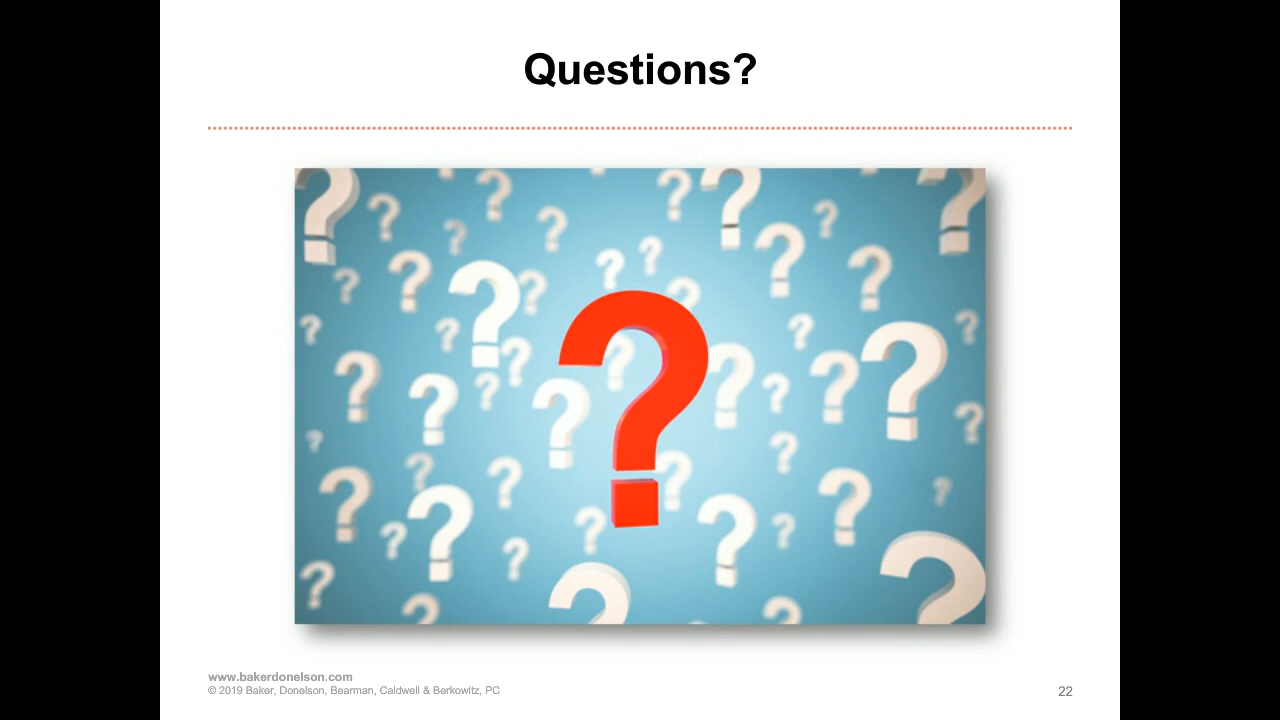 Questions?
?
www.bakerdonelson.com
© 2019 Baker, Donelson, Bearman, Caldwell & Berkowitz, PC
22